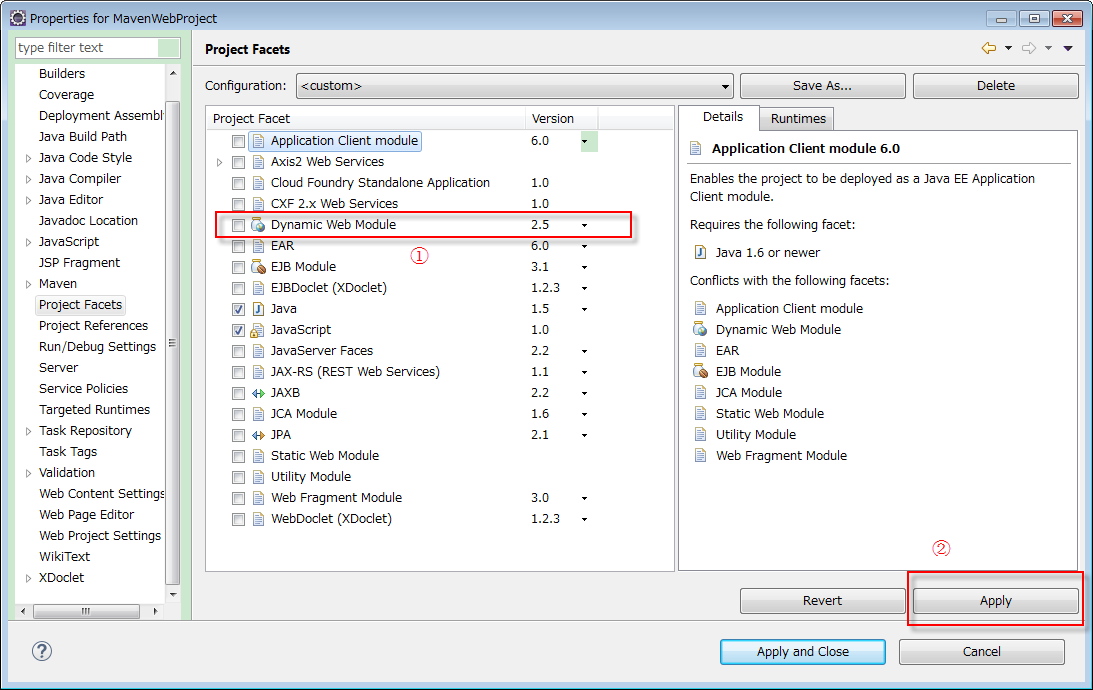 Properties for MavenWebProject
type filter text
Builders
Coverage
Deployment Assembl
Java Build Path
Java Code Style
Java Compiler
Java Editor
Javadoc Location
JavaScript
JSP Fragment
Maven
Project Facets
Project References
Run/Debug Settings
Server
Service Policies
Targeted Runtimes
Task Repository
Task Tags
Validation
Web Content Settings
Web Page Editor
Web Project Settings
WikiText
XDoclet
Project Facets
Configuration: <custom> Save As... Delete
Project Facet Version
Application Client module 6.0
Axis2 Web Services
Cloud Foundry Standalone Application 1.0
CXF 2.x Web Services 1.0
Dynamic Web Module 2.5
①
EAR 6.0
EJB Module 3.1
EJBDoclet (XDoclet) 1.2.3
Java 1.5
JavaScript 1.0
JavaServer Faces 2.2
JAX-RS (REST Web Services) 1.1
JAXB 2.2
JCA Module 1.6
JPA 2.1
Static Web Module
Utility Module
Web Fragment Module 3.0
WebDoclet (XDoclet) 1.2.3
Details Runtimes
Application Client module 6.0
Enables the project to be deployed as a Java EE Application
Client module.
Requires the following facet:
Java 1.6 or newer
Conflicts with the following facets:
Application Client module
Dynamic Web Module
EAR
EJB Module
JCA Module
Static Web Module
Utility Module
Web Fragment Module
②
Revert Apply
? Apply and Close Cancel